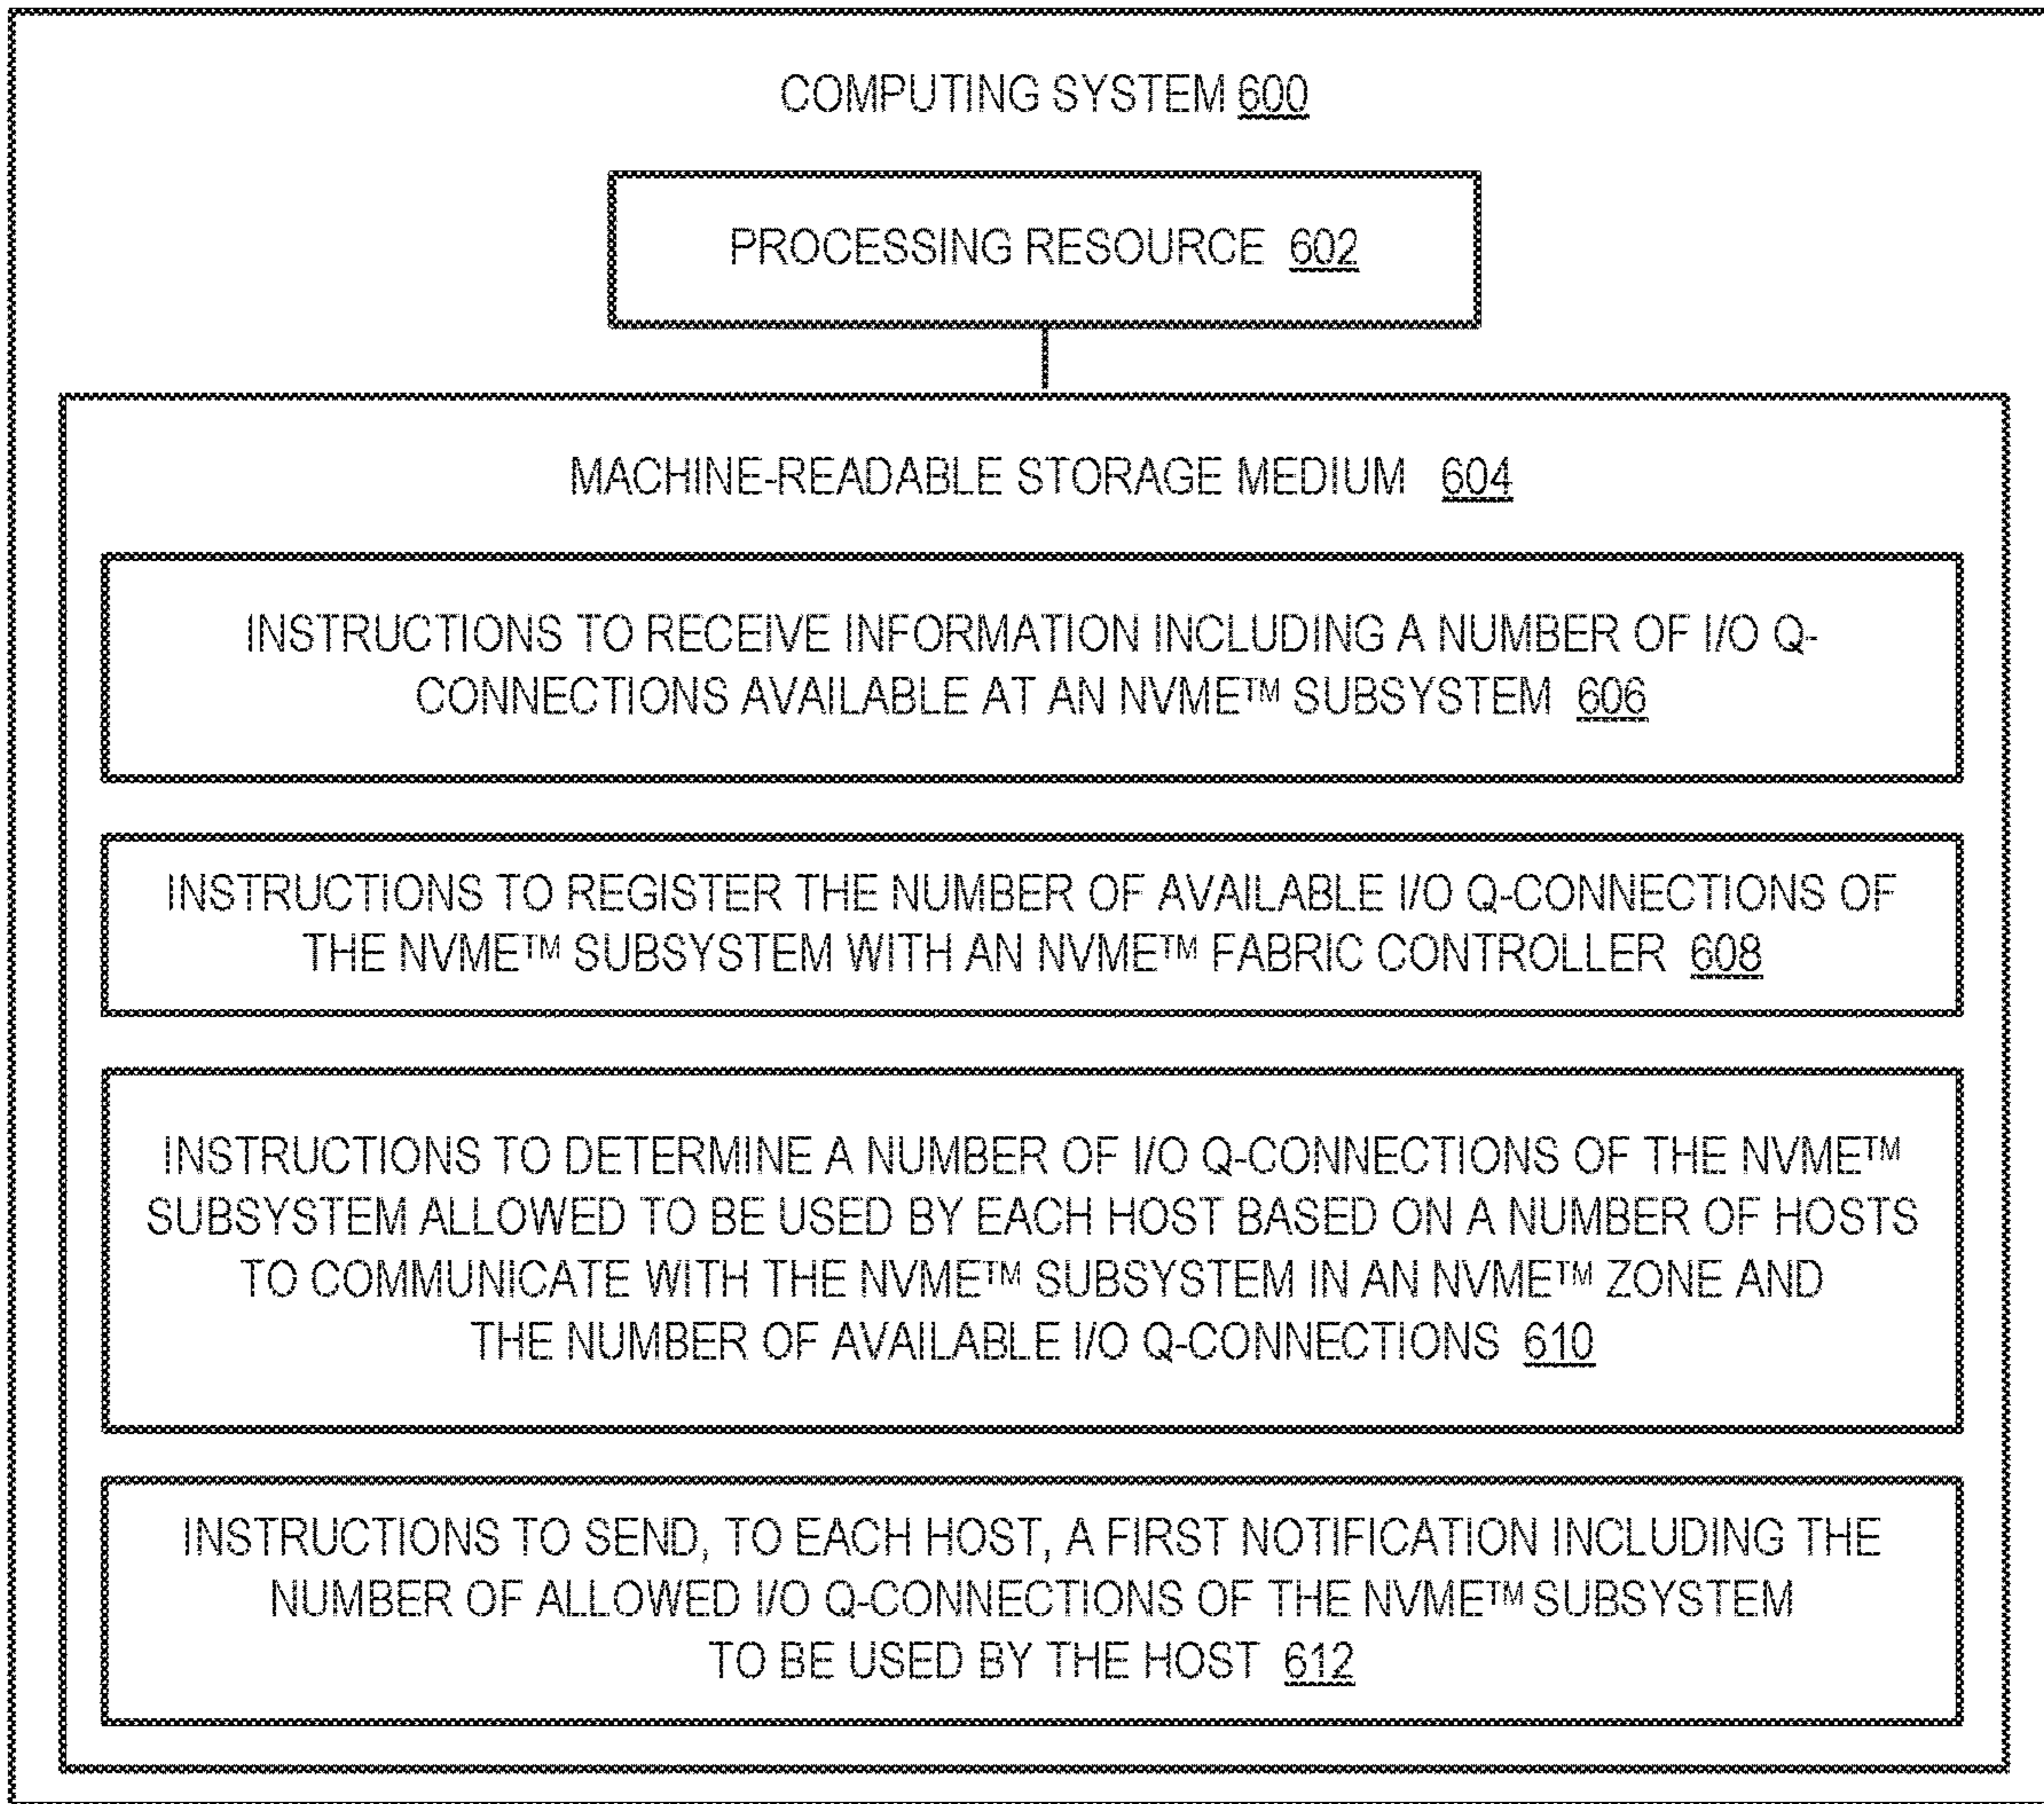 COMPUTING SYSTEM 600
PROCESSING RESOURCE 602
MACHINE-READABLE STORAGE MEDIUM 604
INSTRUCTIONS TO RECEIVE INFORMATION INCLUDING A NUMBER OF I/O Q-
CONNECTIONS AVAILABLE AT AN NVME™ SUBSYSTEM 606
INSTRUCTIONS TO REGISTER THE NUMBER OF AVAILABLE I/O Q-CONNECTIONS OF
THE NVME™ SUBSYSTEM WITH AN NVME™ FABRIC CONTROLLER 608
INSTRUCTIONS TO DETERMINE A NUMBER OF I/O Q-CONNECTIONS OF THE NVME™
SUBSYSTEM ALLOWED TO BE USED BY EACH HOST BASED ON A NUMBER OF HOSTS
TO COMMUNICATE WITH THE NVME™ SUBSYSTEM IN AN NVME™ ZONE AND
THE NUMBER OF AVAILABLE I/O Q-CONNECTIONS 610
INSTRUCTIONS TO SEND, TO EACH HOST, A FIRST NOTIFICATION INCLUDING THE
NUMBER OF ALLOWED I/O Q-CONNECTIONS OF THE NVME™ SUBSYSTEM
TO BE USED BY THE HOST 612